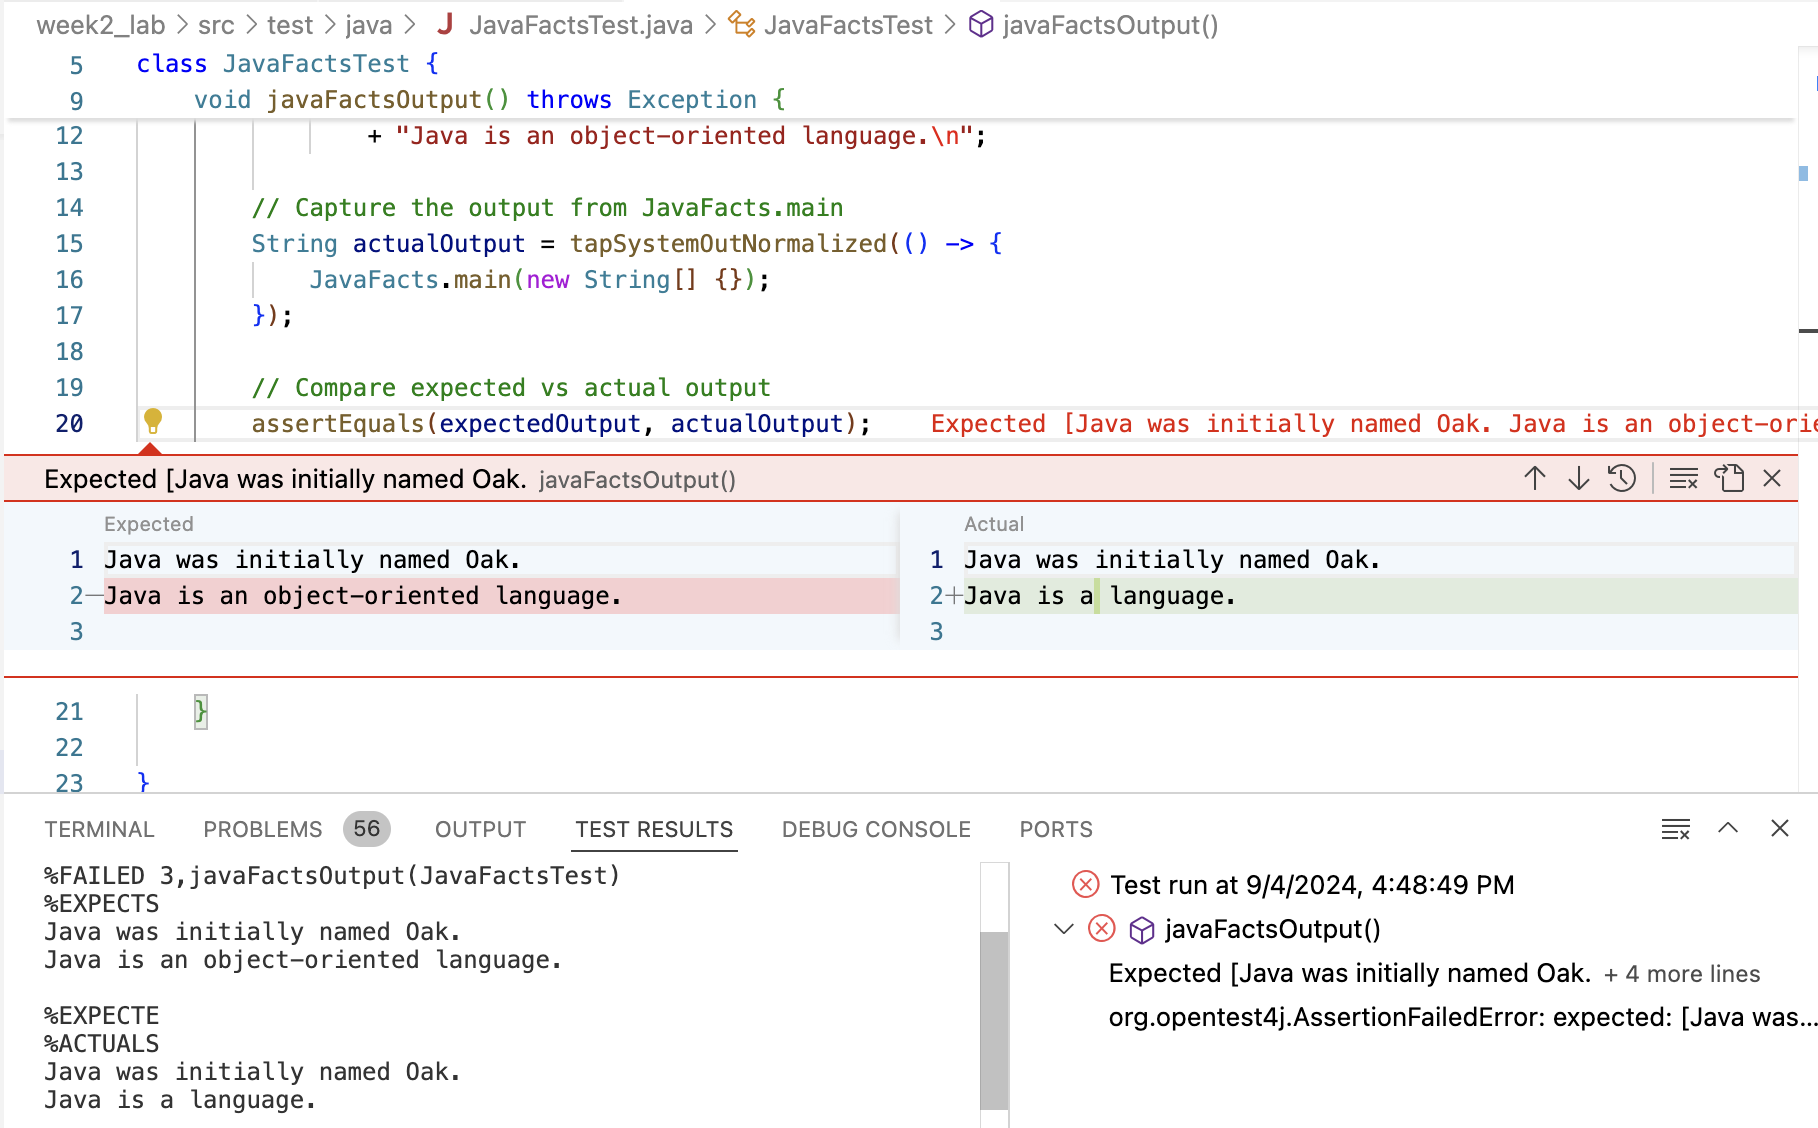 week2_lab > src > test > java > J JavaFactsTest.java > JavaFactsTest > javaFactsOutput()
5 class JavaFactsTest {
9 void javaFactsOutput() throws Exception {
12 + "Java is an object-oriented language.\n";
13
14 // Capture the output from JavaFacts.main
15 String actualOutput = tapSystemOutNormalized(() -> {
16 JavaFacts.main(new String[] {});
17 });
18
19 // Compare expected vs actual output
20 assertEquals(expectedOutput, actualOutput); Expected [Java was initially named Oak. Java is an object-orie
Expected [Java was initially named Oak. javaFactsOutput()
Expected
1 Java was initially named Oak.
2—Java is an object-oriented language.
3
Actual
1 Java was initially named Oak.
2+Java is a language.
3
21 }
22
23 }
TERMINAL PROBLEMS 56 OUTPUT TEST RESULTS DEBUG CONSOLE PORTS
%FAILED 3,javaFactsOutput(JavaFactsTest)
%EXPECTS
Java was initially named Oak.
Java is an object-oriented language.
%EXPECTE
%ACTUALS
Java was initially named Oak.
Java is a language.
Test run at 9/4/2024, 4:48:49 PM
javaFactsOutput()
Expected [Java was initially named Oak. + 4 more lines
org.opentest4j.AssertionFailedError: expected: [Java was...